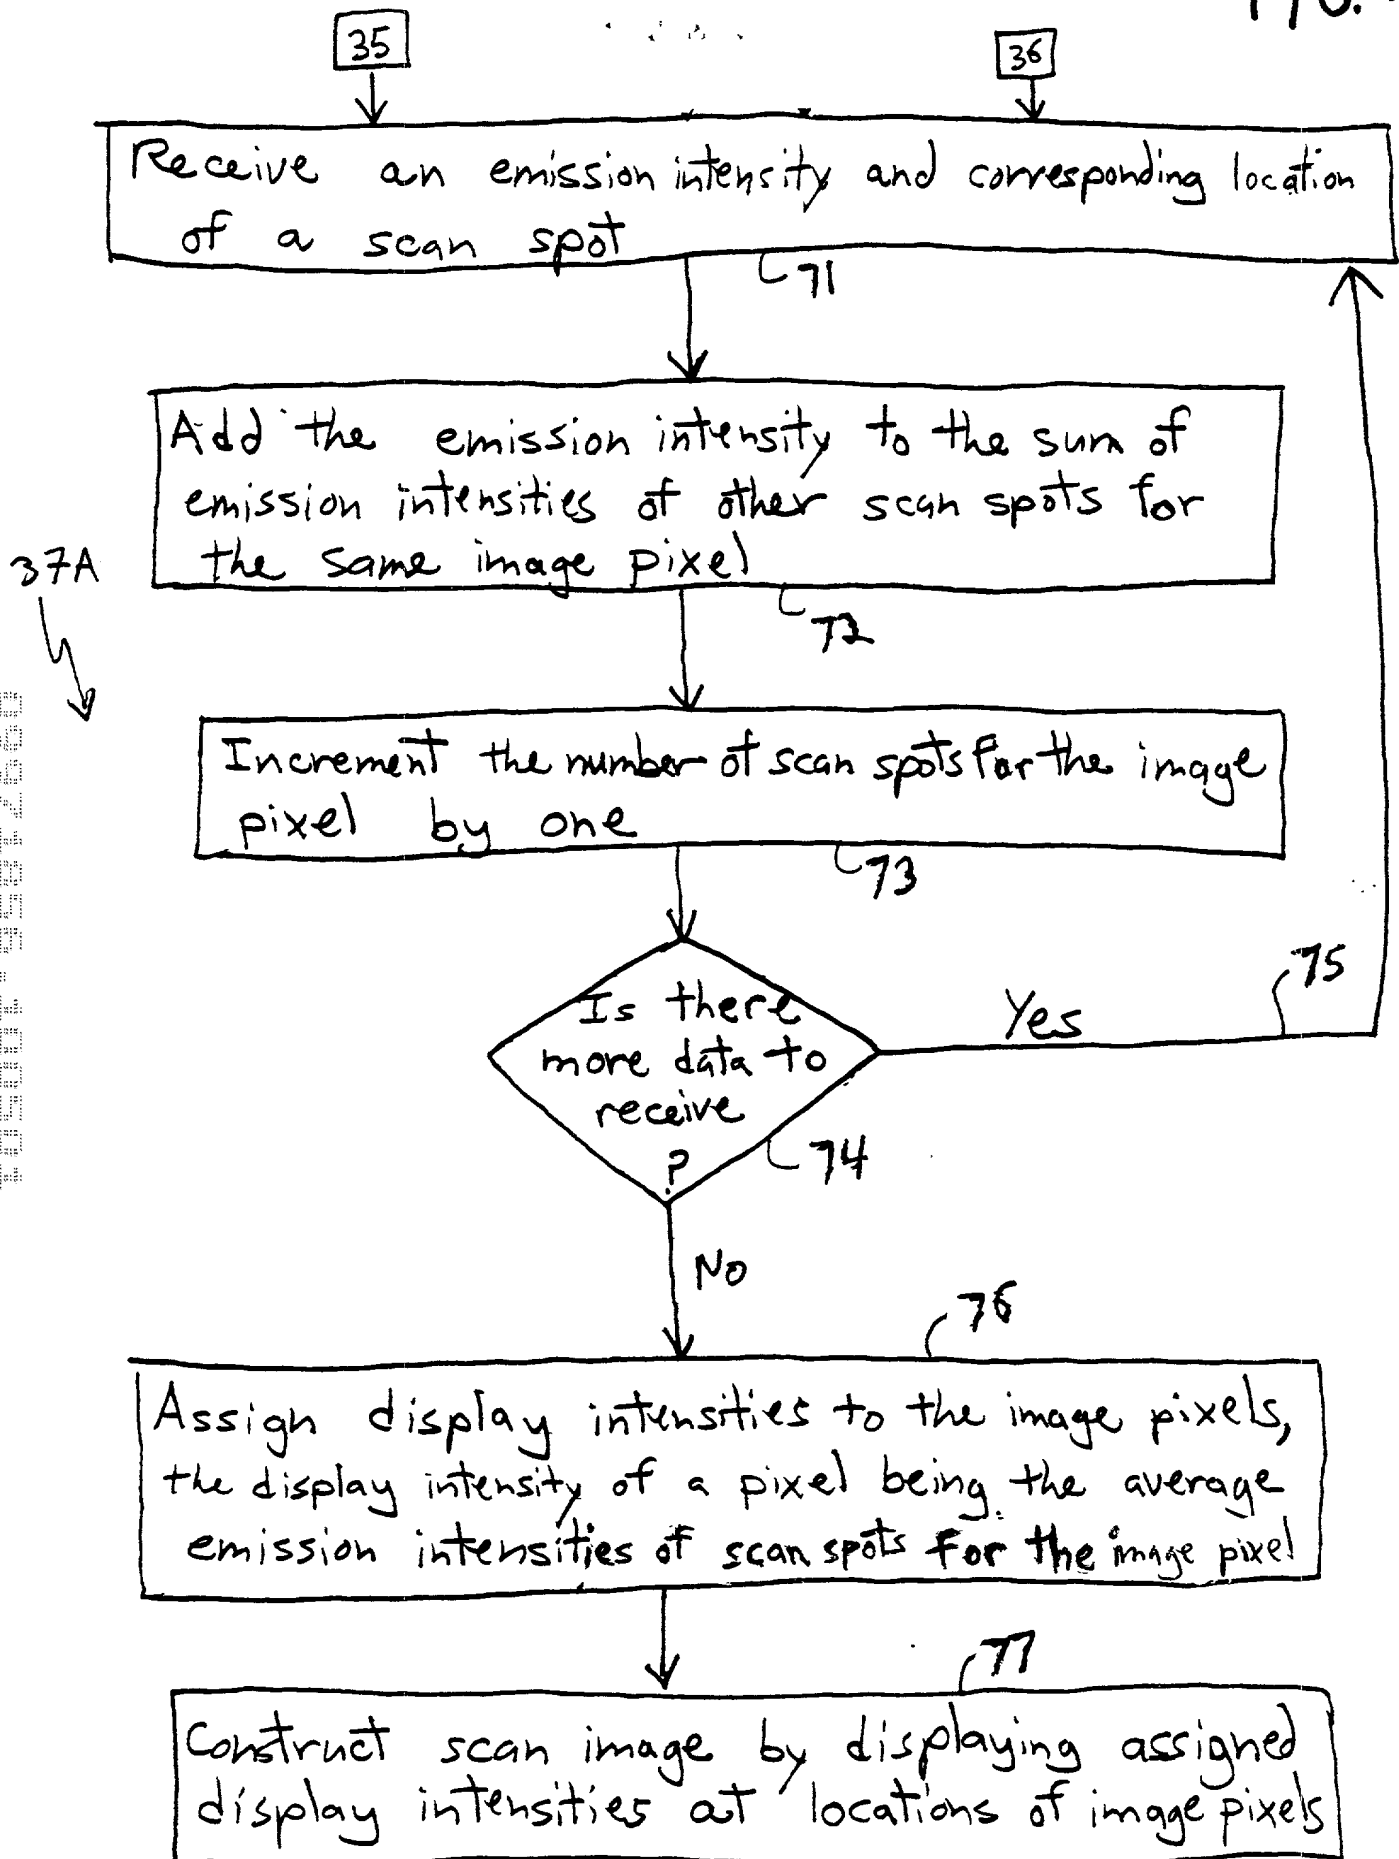 FIG.
35
36
Receive an emission intensity and corresponding location
of a scan spot
71
Add the emission intensity to the sum of
emission intensities of other scan spots for
the same image pixel
72
37A
Increment the number of scan spots for the image
pixel by one
73
Is there
more data to
receive
?
74
Yes
75
No
76
Assign display intensities to the image pixels,
the display intensity of a pixel being the average
emission intensities of scan spots for the image pixel
77
Construct scan image by displaying assigned
display intensities at locations of image pixels